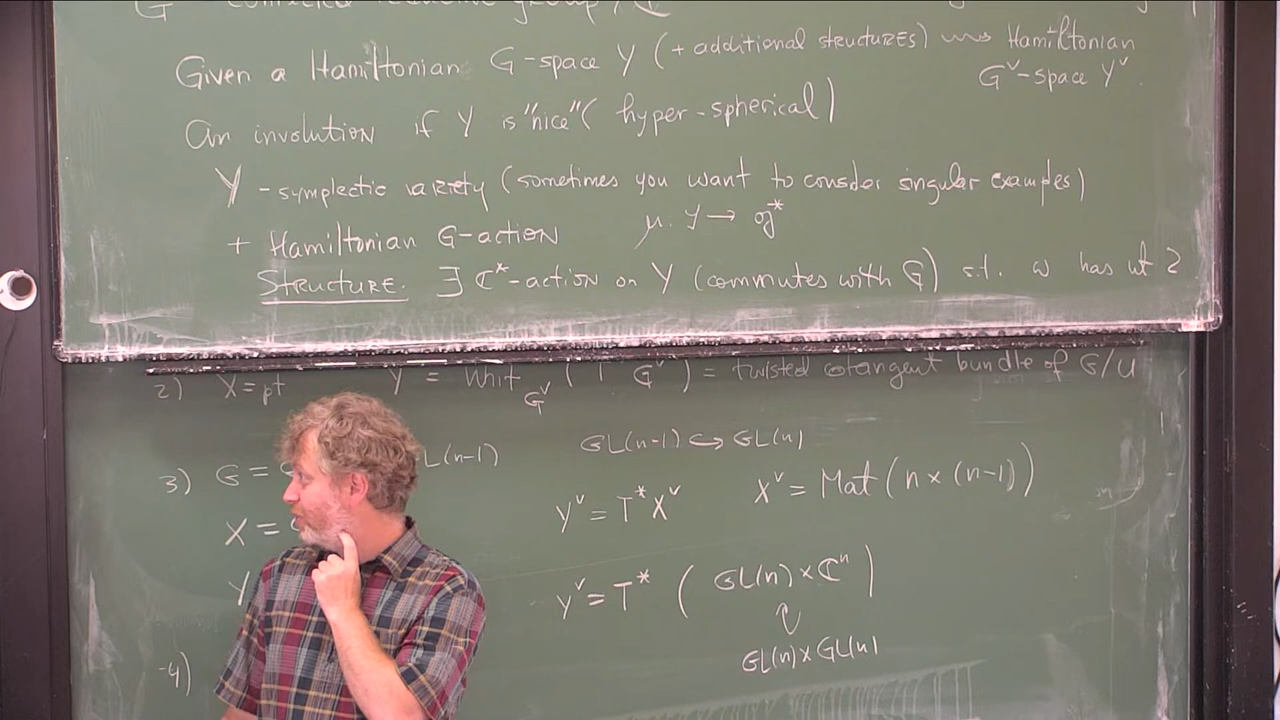 G
Given a Hamiltonian G-space Y (+ additional structures) ⇝ Hamiltonian
G^∨-space Y^∨
An involution if Y is "nice" (hyper-spherical)
Y - symplectic variety (sometimes you want to consider singular examples)
+ Hamiltonian G-action μ: Y → 𝔤*
Structure. ∃ ℂ*-action on Y (commutes with G) s.t. ω has wt 2
2) X = pt Y = Whit_{G^∨} (T* G^∨) = twisted cotangent bundle of G/U
3) G = L(n-1) GL(n-1) ↪ GL(n)
X = Y^∨ = T*X^∨ X^∨ = Mat(n×(n-1))
Y Y^∨ = T* (GL(n)×ℂ^n)
GL(n)×GL(n)
4)